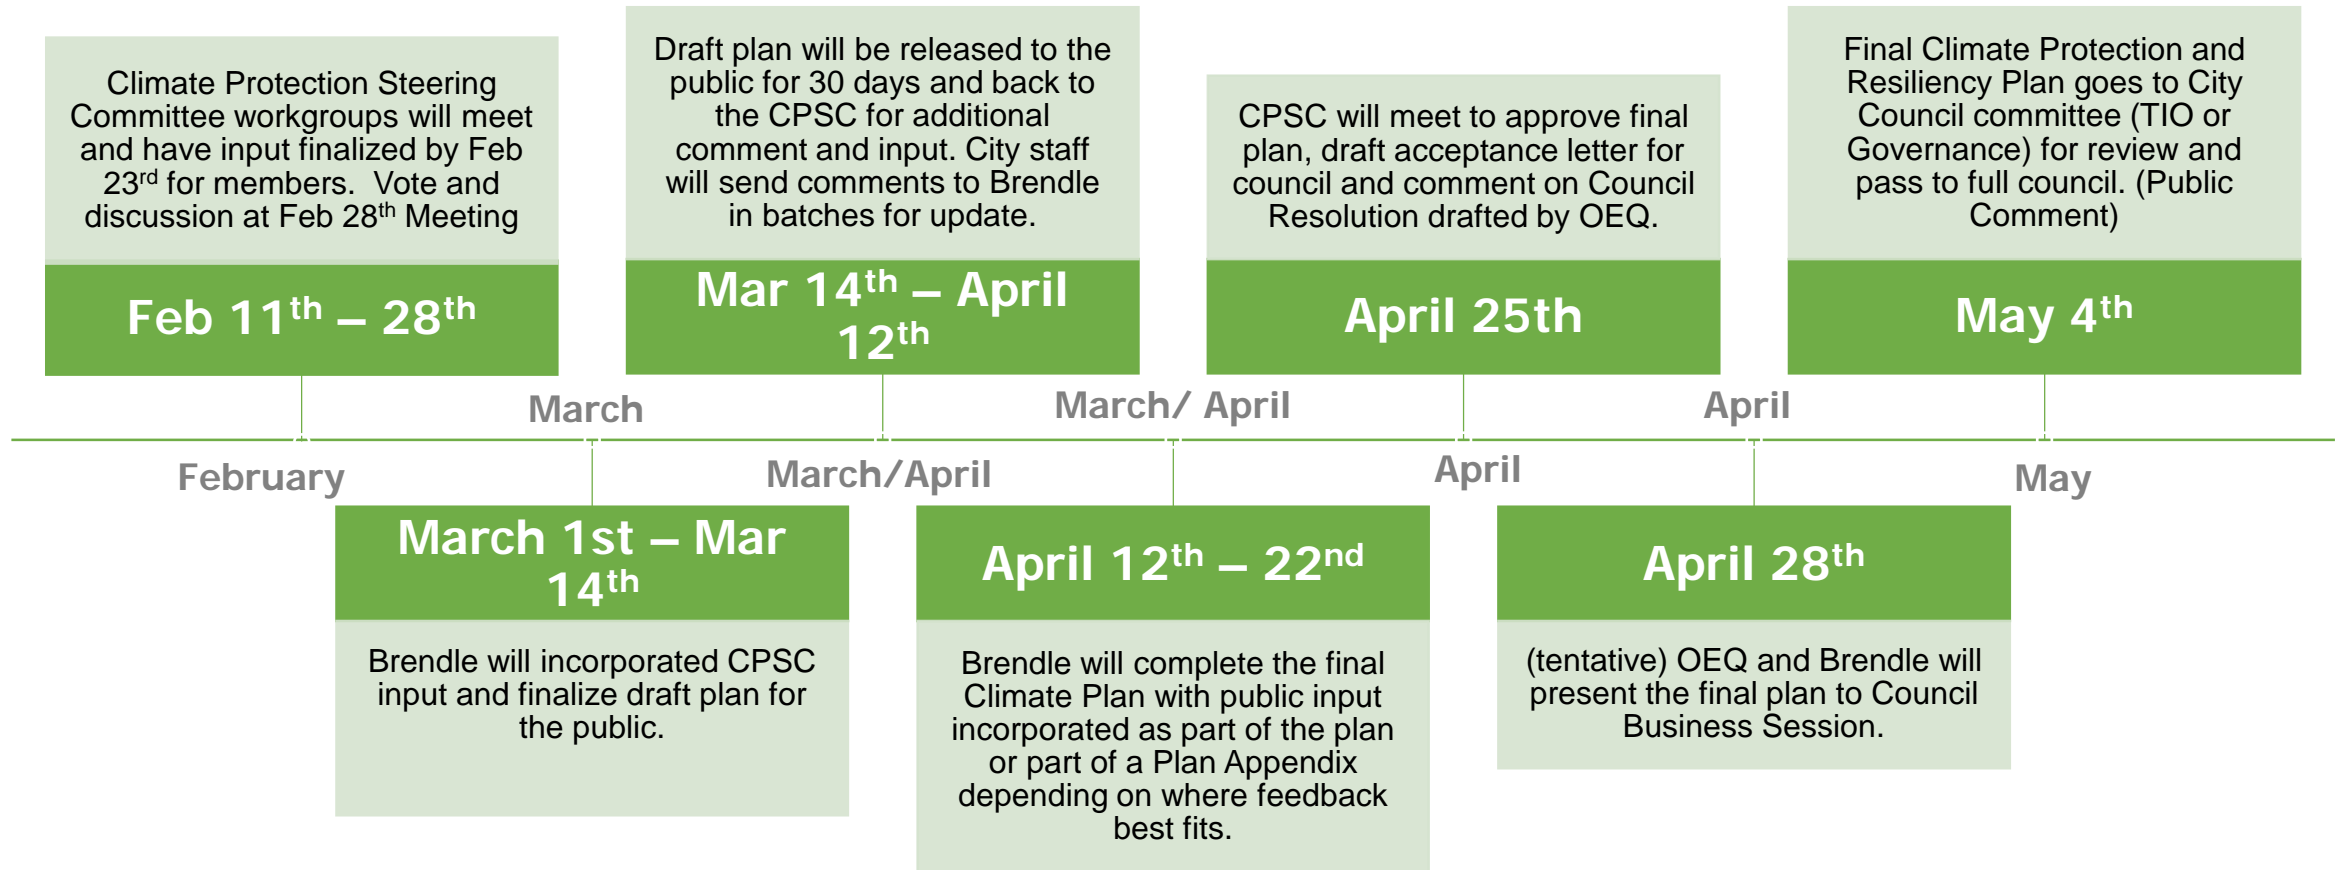 Climate Protection Steering
Committee workgroups will meet
and have input finalized by Feb
23rd for members.  Vote and
discussion at Feb 28th Meeting
Feb 11th – 28th
February
March
March 1st – Mar
14th
Brendle will incorporated CPSC
input and finalize draft plan for
the public.
Draft plan will be released to the
public for 30 days and back to
the CPSC for additional
comment and input. City staff
will send comments to Brendle
in batches for update.
Mar 14th – April
12th
March/April
March/ April
April 12th – 22nd
Brendle will complete the final
Climate Plan with public input
incorporated as part of the plan
or part of a Plan Appendix
depending on where feedback
best fits.
CPSC will meet to approve final
plan, draft acceptance letter for
council and comment on Council
Resolution drafted by OEQ.
April 25th
April
April
April 28th
(tentative) OEQ and Brendle will
present the final plan to Council
Business Session.
Final Climate Protection and
Resiliency Plan goes to City
Council committee (TIO or
Governance) for review and
pass to full council. (Public
Comment)
May 4th
May